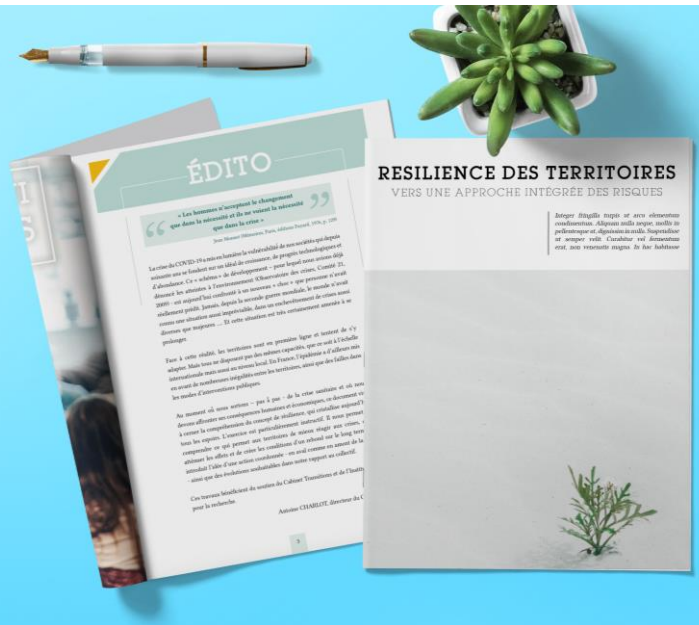 ÉDITO
« Les hommes n'acceptent le changement
que dans la nécessité et ils ne voient la nécessité
que dans la crise »
Jean Monnet Mémoires, Paris, éditions Fayard, 1976, p. 129
La crise du COVID-19 a mis en lumière la vulnérabilité de nos sociétés qui depuis
soixante ans se fondent sur un idéal de croissance, de progrès technologiques et
d'abondance. Ce « schéma » de développement – pour lequel nous avions déjà
dénoncé les atteintes à l'environnement (Observatoire des crises, Comité 21,
– est aujourd'hui confronté à un nouveau « choc » que personne n'avait
réellement prédit. Jamais, depuis la seconde guerre mondiale, le monde n'avait
connu une situation aussi imprévisible, dans un enchevêtrement de crises aussi
diverses que majeures. ... Et cette situation est très certainement amenée à se
prolonger.
Face à cette réalité, les territoires sont en première ligne et tentent de s'y
adapter. Mais tous ne disposent pas des mêmes capacités, que ce soit à l'échelle
internationale mais aussi au niveau local. En France, l'épidémie a d'ailleurs mis
en avant de nombreuses inégalités entre les territoires, ainsi que des failles dans
les modes d'interventions publiques.
Au moment où nous sortons – pas à pas - de la crise sanitaire et où nou
devons affronter ses conséquences humaines et économiques, ce document vi
à cerner la compréhension du concept de résilience, qui cristallise aujourd'
tous les espoirs. L'exercice est particulièrement instructif. Il nous permet
comprendre ce qui permet aux territoires de mieux réagir aux crises,
atténuer les effets et de créer les conditions d'un rebond sur le long term
introduit l'idée d'une action coordonnée - en aval comme en amont de la
- ainsi que des évolutions souhaitables dans notre rapport au collectif.
Ces travaux bénéficient du soutien du Cabinet Transitions et de l'Instit
pour la recherche.
Antoine CHARLOT, directeur du C
RESILIENCE DES TERRITOIRES
VERS UNE APPROCHE INTÉGRÉE DES RISQUES
Integer fringilla turpis at arcu elementum
condimentum. Aliquam nulla neque, mollis in
pellentesque et, dignissim in nulla. Suspendisse
ut semper velit. Curabitur vel fermentum
erat, non venenatis magna. In hac habitasse